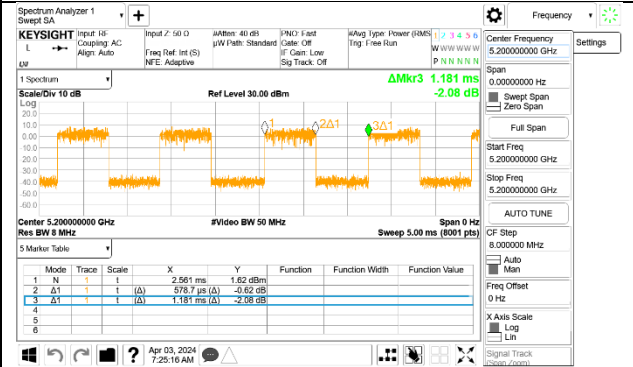 Spectrum Analyzer 1
Swept SA
Frequency
Settings
KEYSIGHT
L
Input: RF
Coupling: AC
Align: Auto
Input Z: 50 Ω
Freq Ref: Int (S)
NFE: Adaptive
#Atten: 40 dB
µW Path: Standard
PNO: Fast
Gate: Off
IF Gain: Low
Sig Track: Off
#Avg Type: Power (RMS
Trig: Free Run
1 2 3 4 5 6
W W W W W W
P N N N N N
1 Spectrum
Scale/Div 10 dB
Ref Level 30.00 dBm
ΔMkr3 1.181 ms
-2.08 dB
Log
20.0
10.0
0.00
10.0
20.0
30.0
40.0
-50.0
-60.0
1
2Δ1
3Δ1
Center 5.200000000 GHz
#Video BW 50 MHz
Span 0 Hz
Res BW 8 MHz
Sweep 5.00 ms (8001 pts)
5 Marker Table
Mode Trace Scale X Y Function Function Width Function Value
1 N 1 t 2.561 ms 1.62 dBm
2 Δ1 1 t (Δ) 578.7 µs (Δ) -0.62 dB
3 Δ1 1 t (Δ) 1.181 ms (Δ) -2.08 dB
4
5
6
Apr 03, 2024
7:25:16 AM
Center Frequency
5.200000000 GHz
Span
0.00000000 Hz
Swept Span
Zero Span
Full Span
Start Freq
5.200000000 GHz
Stop Freq
5.200000000 GHz
AUTO TUNE
CF Step
8.000000 MHz
Auto
Man
Freq Offset
0 Hz
X Axis Scale
Log
Lin
Signal Track
(Span Zoom)